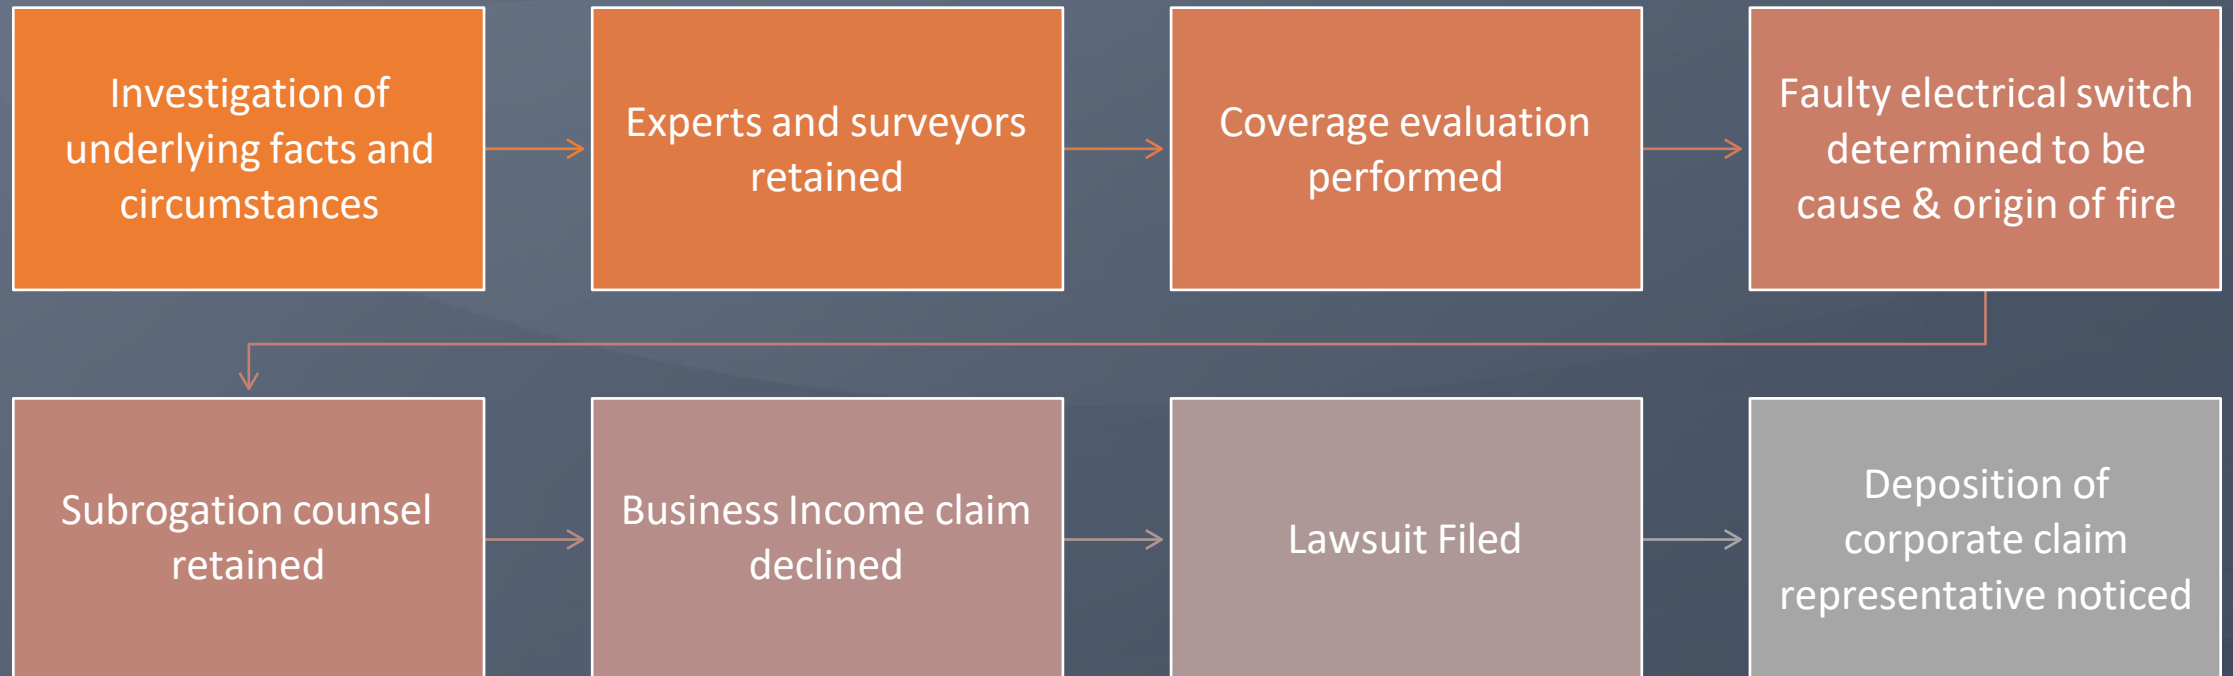 Investigation of
underlying facts and
circumstances
Experts and surveyors
retained
Coverage evaluation
performed
Faulty electrical switch
determined to be
cause & origin of fire
Subrogation counsel
retained
Business Income claim
declined
Lawsuit Filed
Deposition of
corporate claim
representative noticed